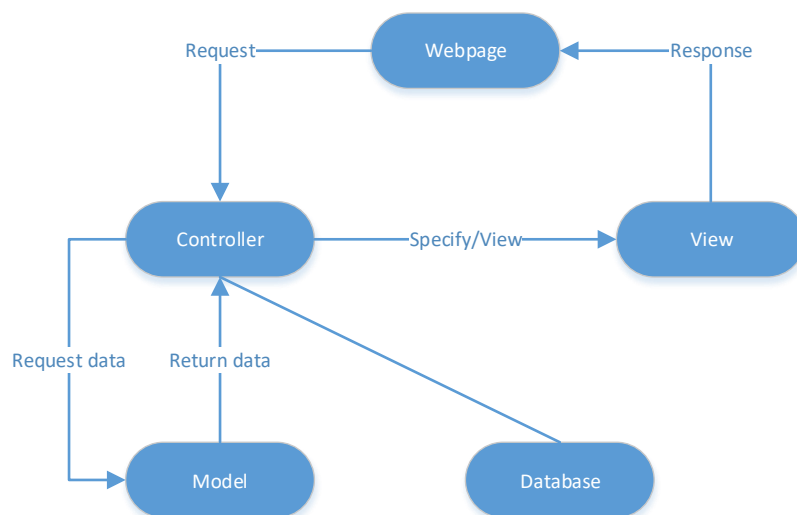 Request
Webpage
Response
Controller
Specify/View
View
Request data
Return data
Model
Database